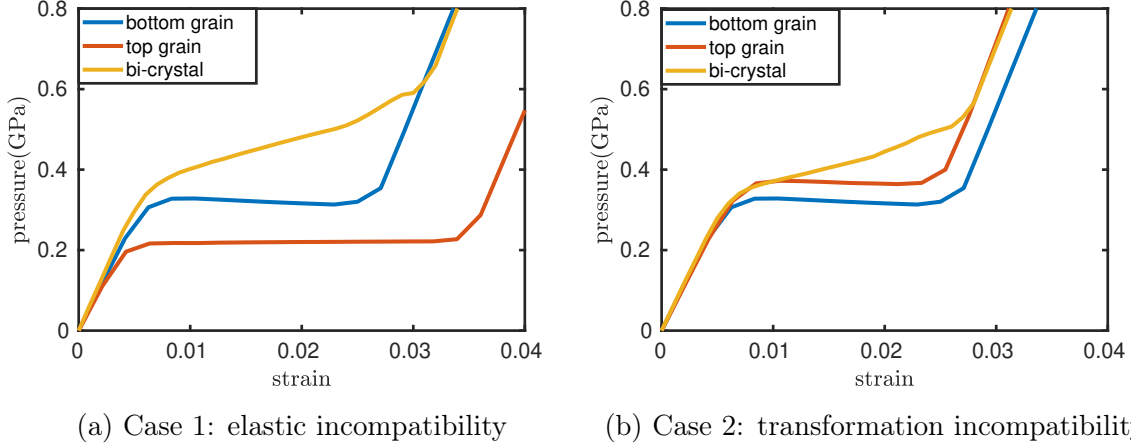 0.8
0.6
0.4
0.2
0
pressure(GPa)
bottom grain
top grain
bi-crystal
0 0.01 0.02 0.03 0.04
strain
(a) Case 1: elastic incompatibility
0.8
0.6
0.4
0.2
0
pressure(GPa)
bottom grain
top grain
bi-crystal
0 0.01 0.02 0.03 0.04
strain
(b) Case 2: transformation incompatibilit